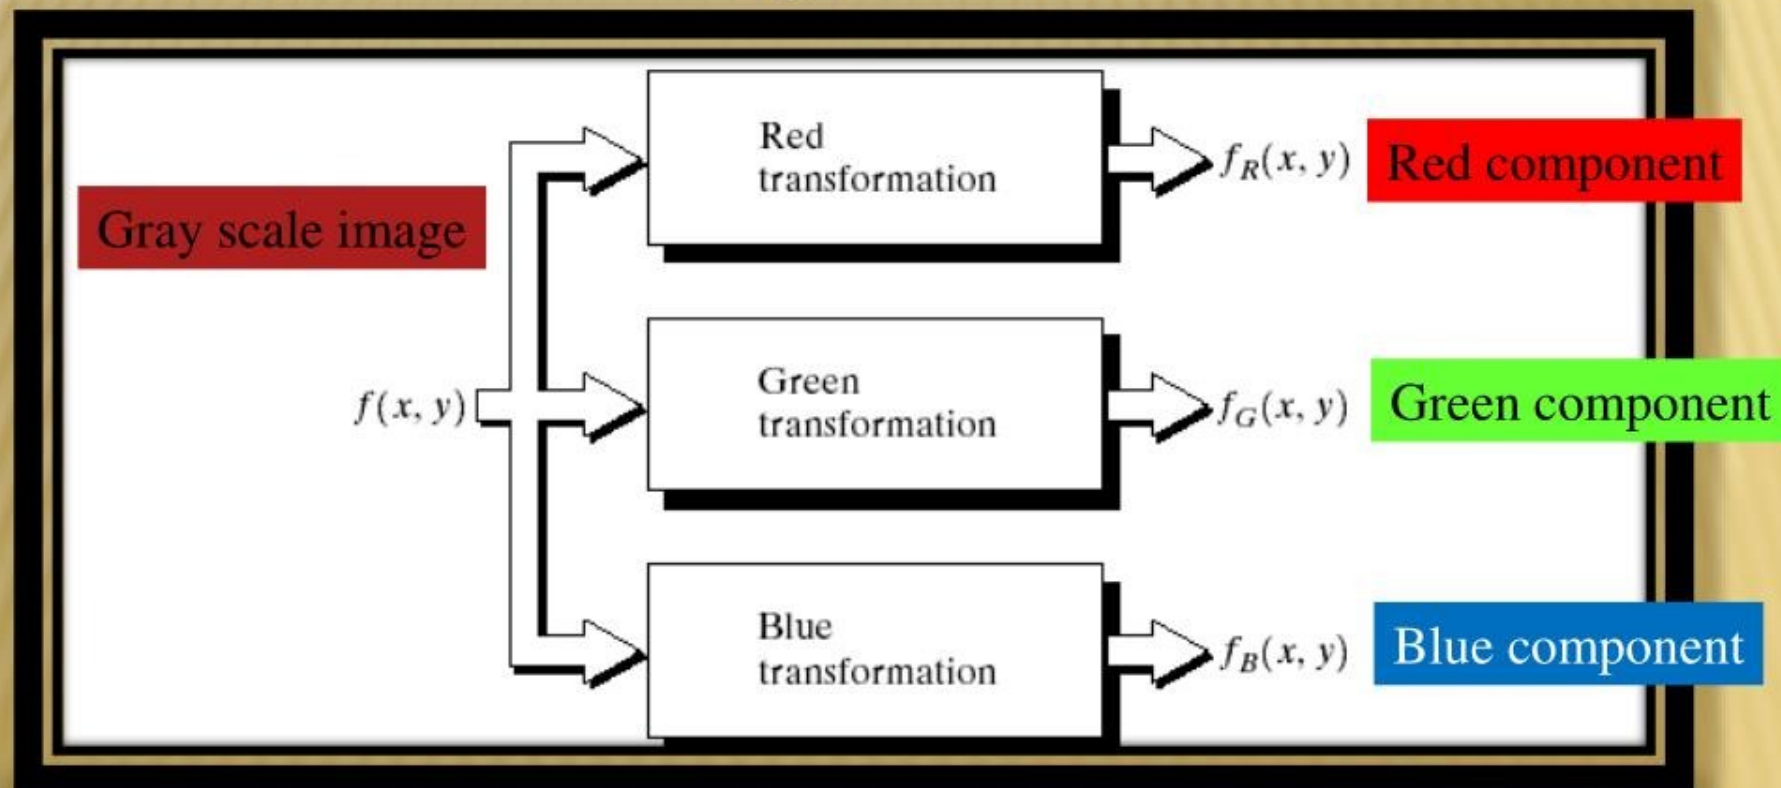 Gray scale image
f(x, y)
Red
transformation
f_R(x, y)
Red component
Green
transformation
f_G(x, y)
Green component
Blue
transformation
f_B(x, y)
Blue component